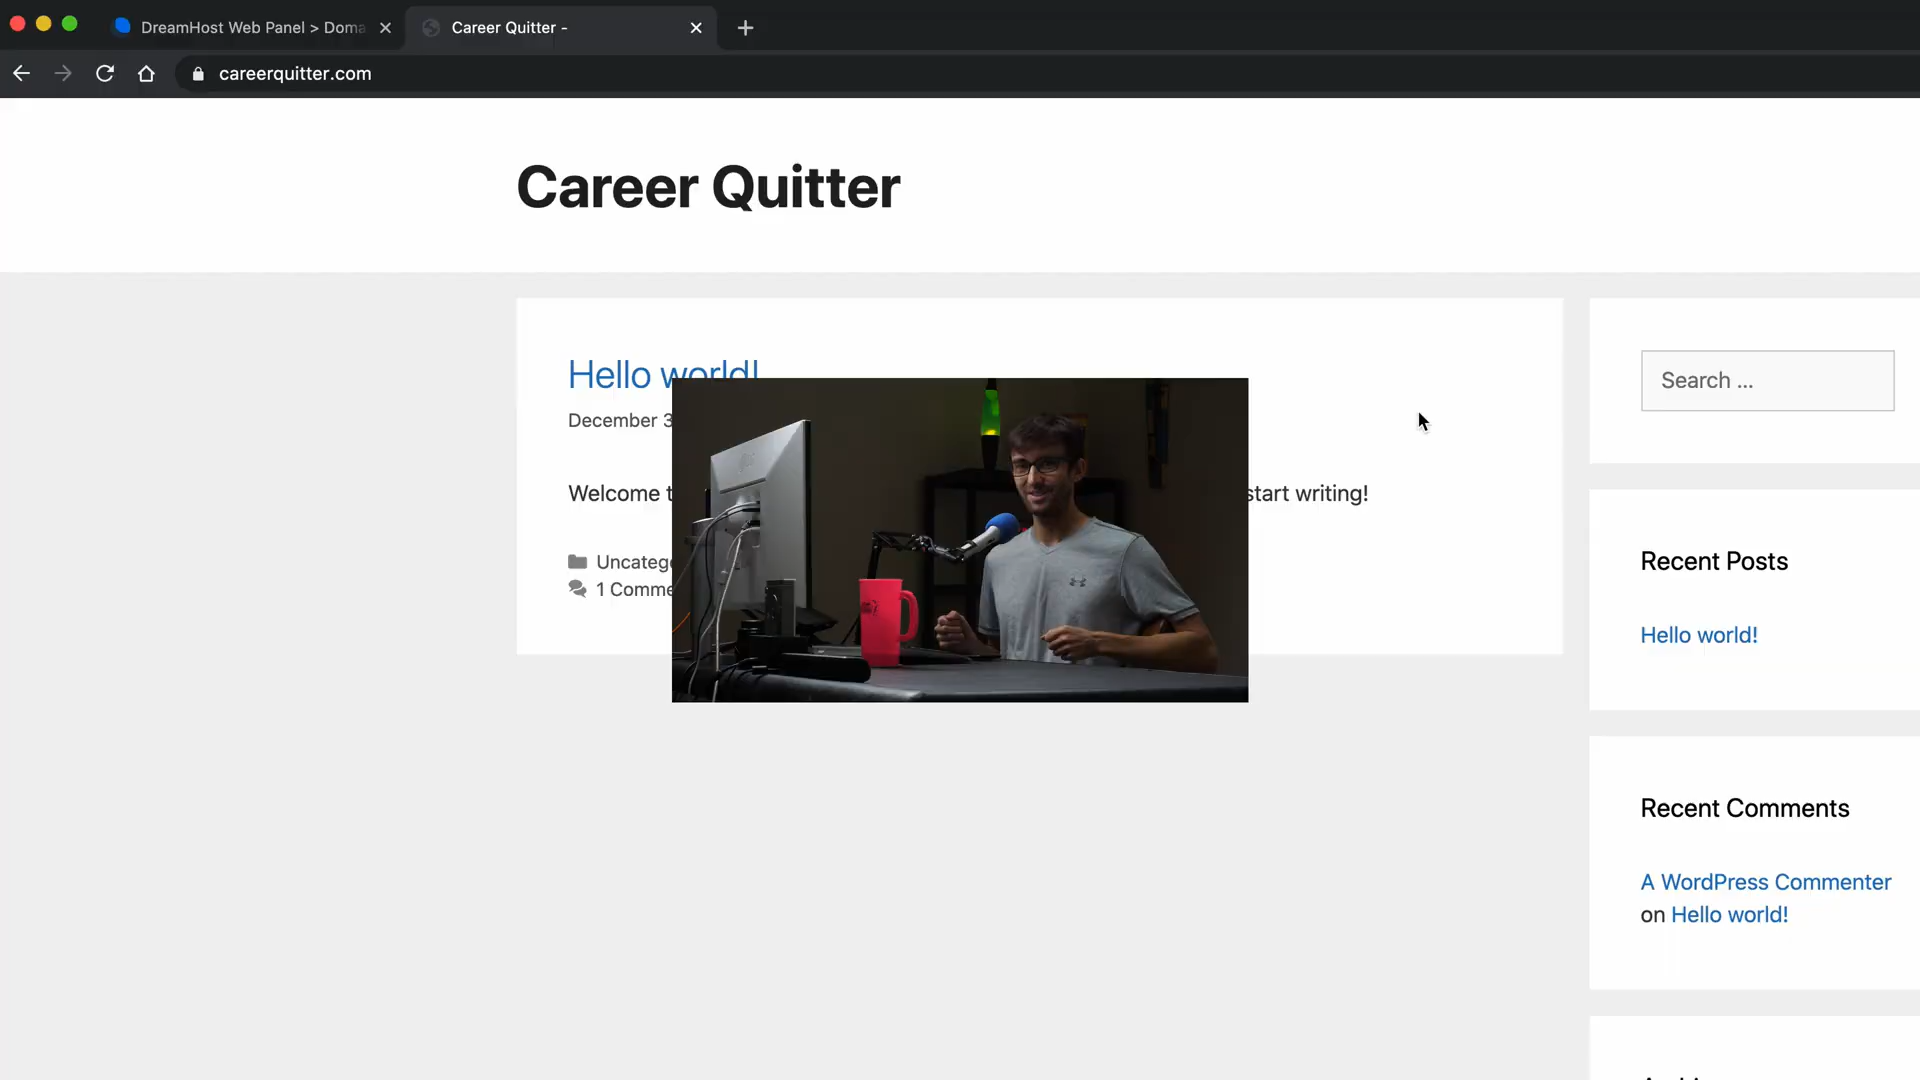 DreamHost Web Panel > Doma
Career Quitter -
careerquitter.com
Career Quitter
Hello world!
December 3
Welcome t
start writing!
Uncatego
1 Comme
Search ...
Recent Posts
Hello world!
Recent Comments
A WordPress Commenter
on Hello world!